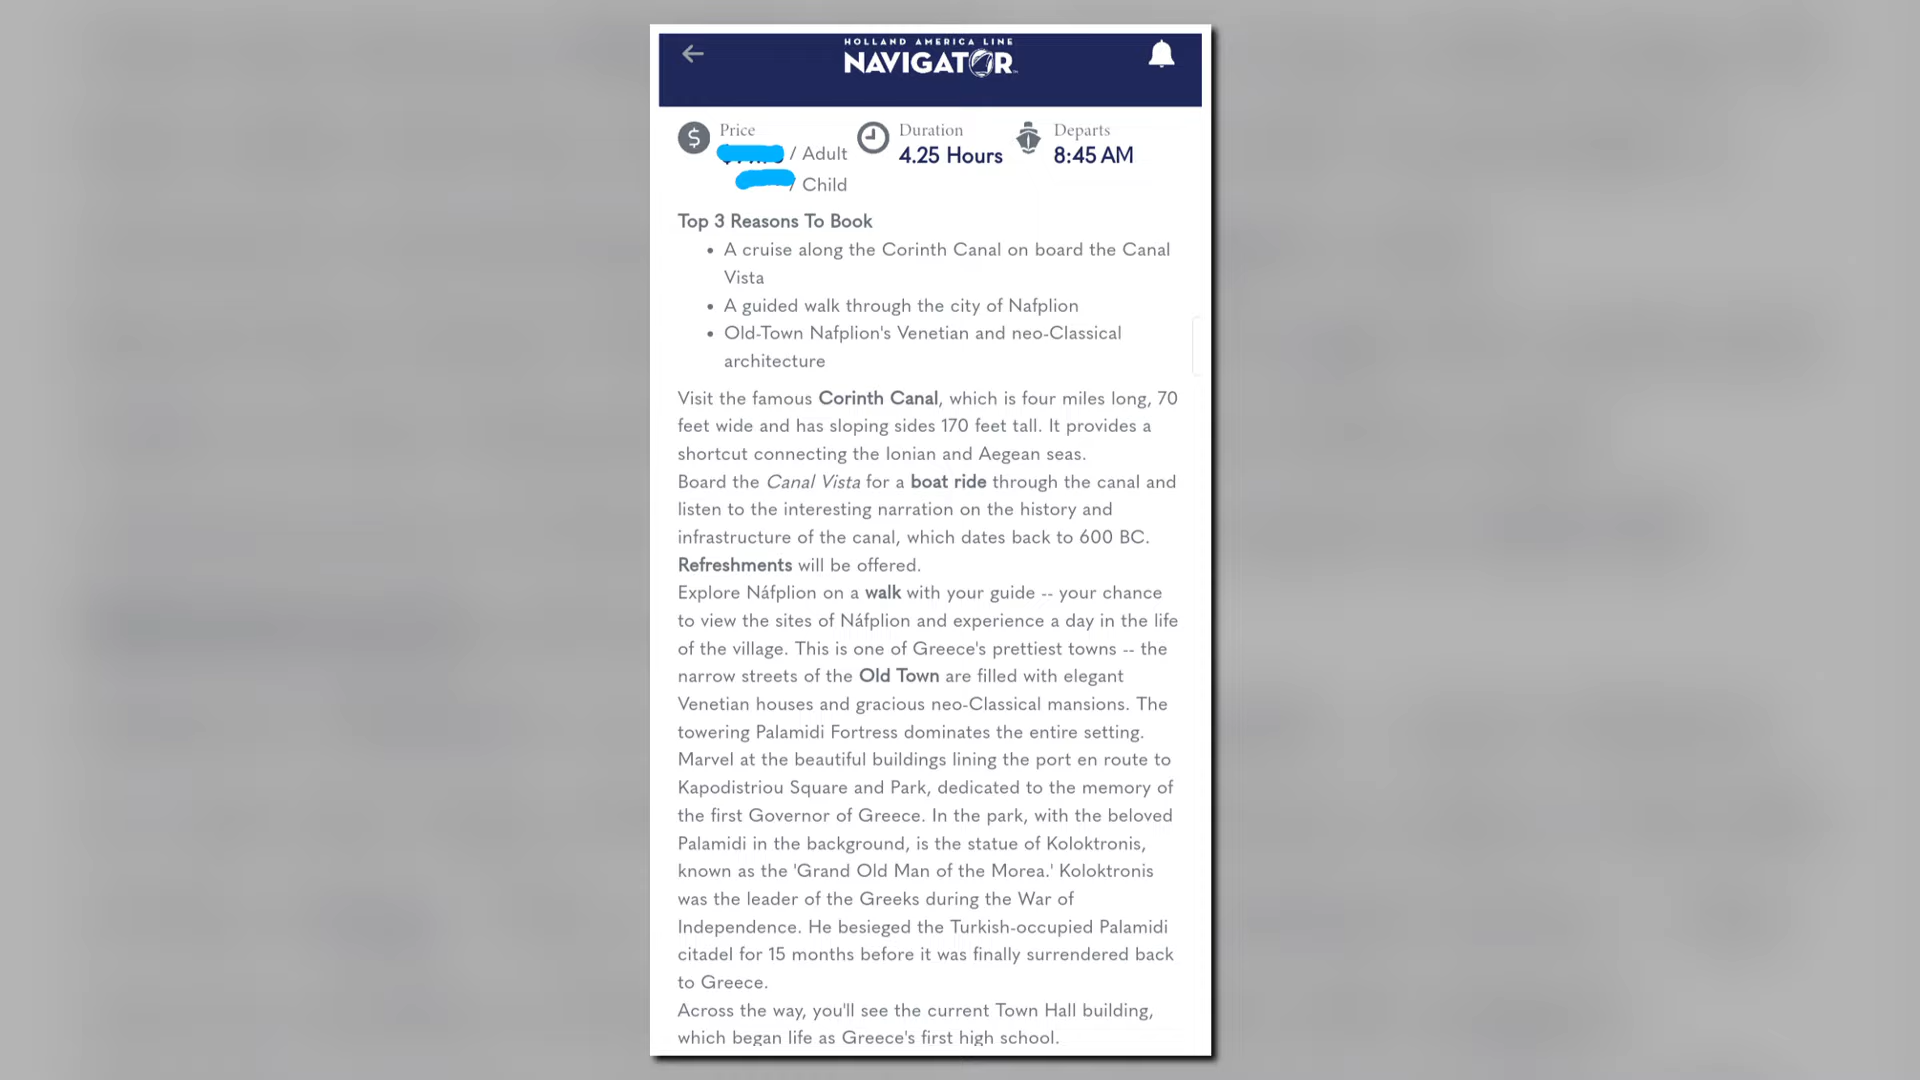 HOLLAND AMERICA LINE
NAVIGATOR
Price
/ Adult
/ Child
Duration
4.25 Hours
Departs
8:45 AM
Top 3 Reasons To Book
• A cruise along the Corinth Canal on board the Canal
Vista
• A guided walk through the city of Nafplion
• Old-Town Nafplion's Venetian and neo-Classical
architecture
Visit the famous Corinth Canal, which is four miles long, 70
feet wide and has sloping sides 170 feet tall. It provides a
shortcut connecting the Ionian and Aegean seas.
Board the Canal Vista for a boat ride through the canal and
listen to the interesting narration on the history and
infrastructure of the canal, which dates back to 600 BC.
Refreshments will be offered.
Explore Náfplion on a walk with your guide -- your chance
to view the sites of Náfplion and experience a day in the life
of the village. This is one of Greece's prettiest towns -- the
narrow streets of the Old Town are filled with elegant
Venetian houses and gracious neo-Classical mansions. The
towering Palamidi Fortress dominates the entire setting.
Marvel at the beautiful buildings lining the port en route to
Kapodistriou Square and Park, dedicated to the memory of
the first Governor of Greece. In the park, with the beloved
Palamidi in the background, is the statue of Koloktronis,
known as the 'Grand Old Man of the Morea.' Koloktronis
was the leader of the Greeks during the War of
Independence. He besieged the Turkish-occupied Palamidi
citadel for 15 months before it was finally surrendered back
to Greece.
Across the way, you'll see the current Town Hall building,
which began life as Greece's first high school.